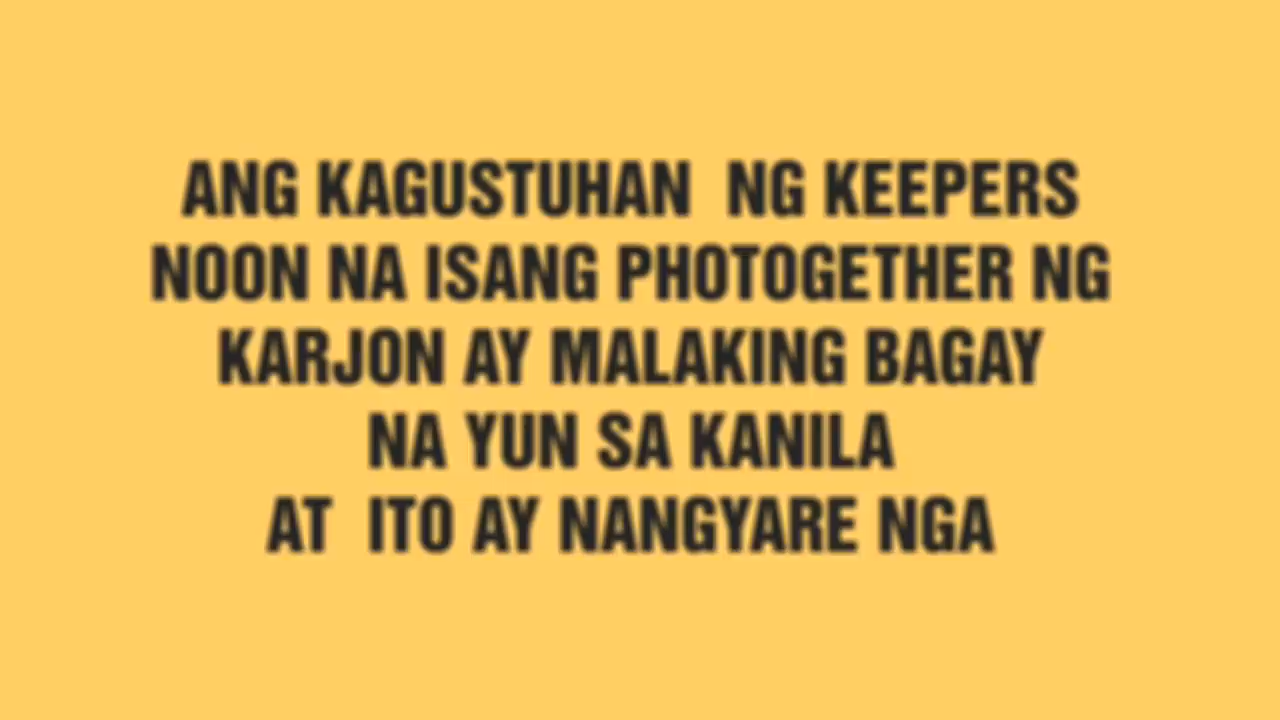 ANG KAGUSTUHAN  NG KEEPERS
NOON NA ISANG PHOTOGETHER NG
KARJON AY MALAKING BAGAY
NA YUN SA KANILA
AT  ITO AY NANGYARE NGA